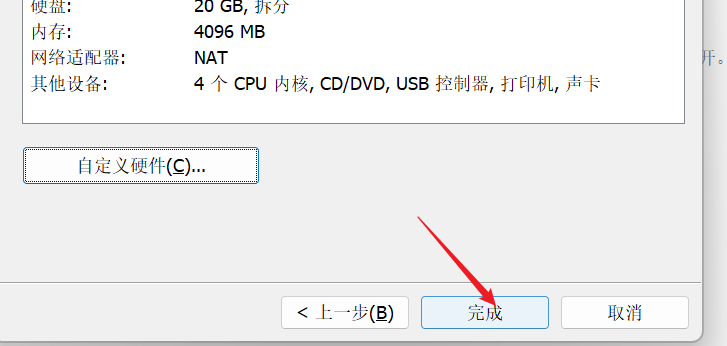 硬盘: 20 GB, 拆分
内存: 4096 MB
网络适配器: NAT
其他设备: 4 个 CPU 内核, CD/DVD, USB 控制器, 打印机, 声卡
开。
自定义硬件(C)...
< 上一步(B) 完成 取消